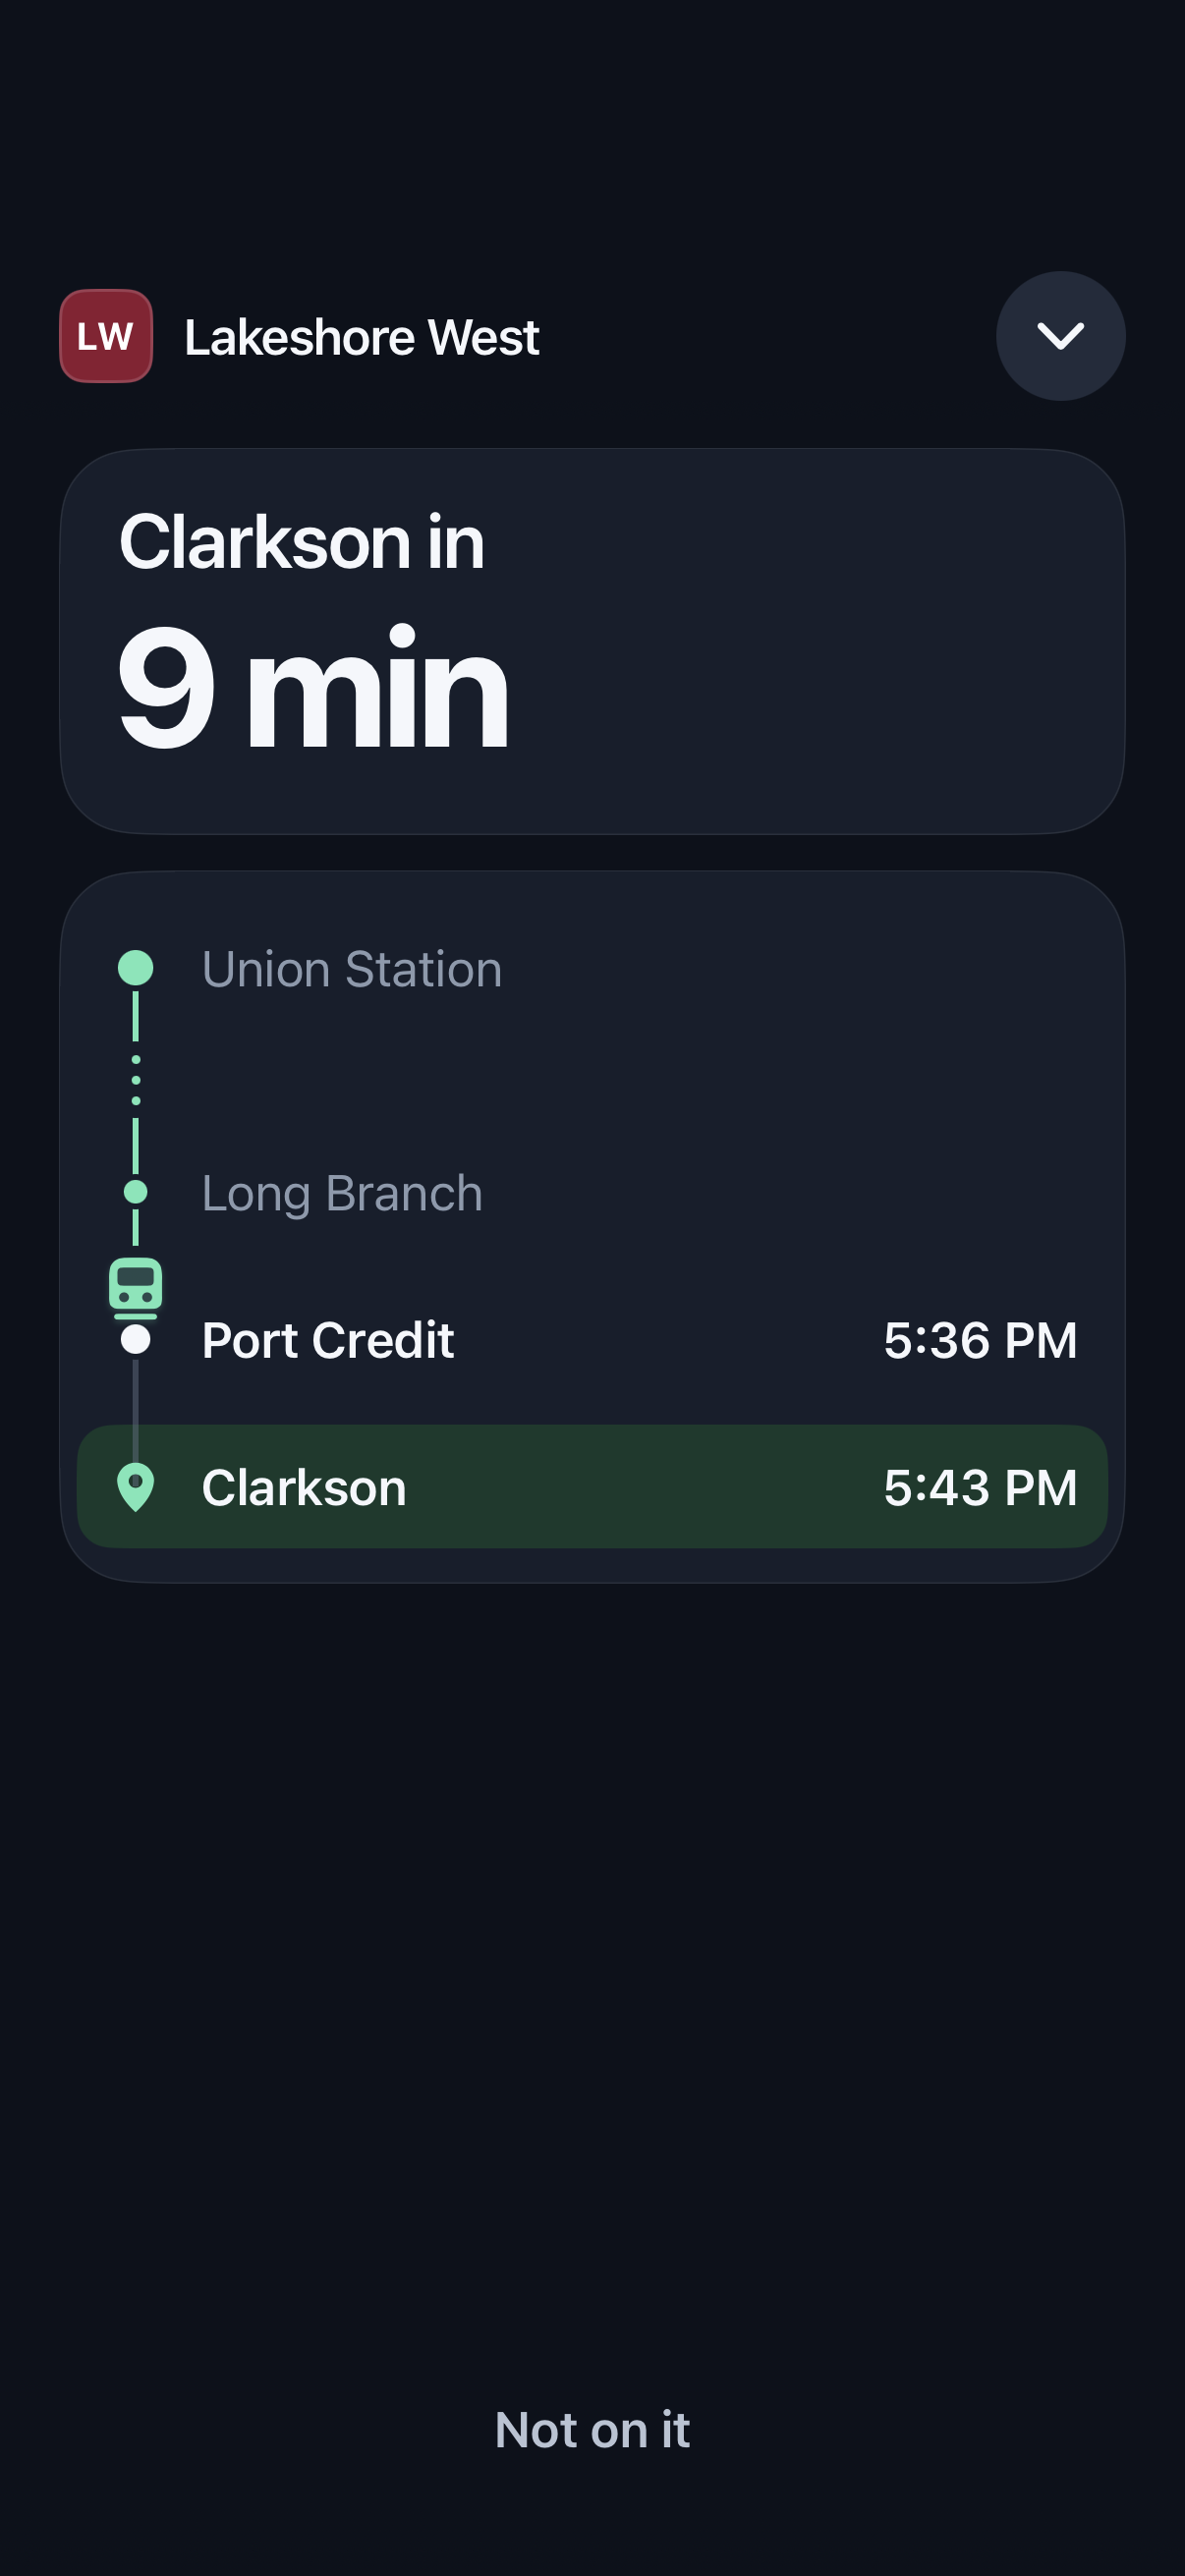 LW Lakeshore West
Clarkson in
9 min
Union Station
Long Branch
Port Credit 5:36 PM
Clarkson 5:43 PM
Not on it